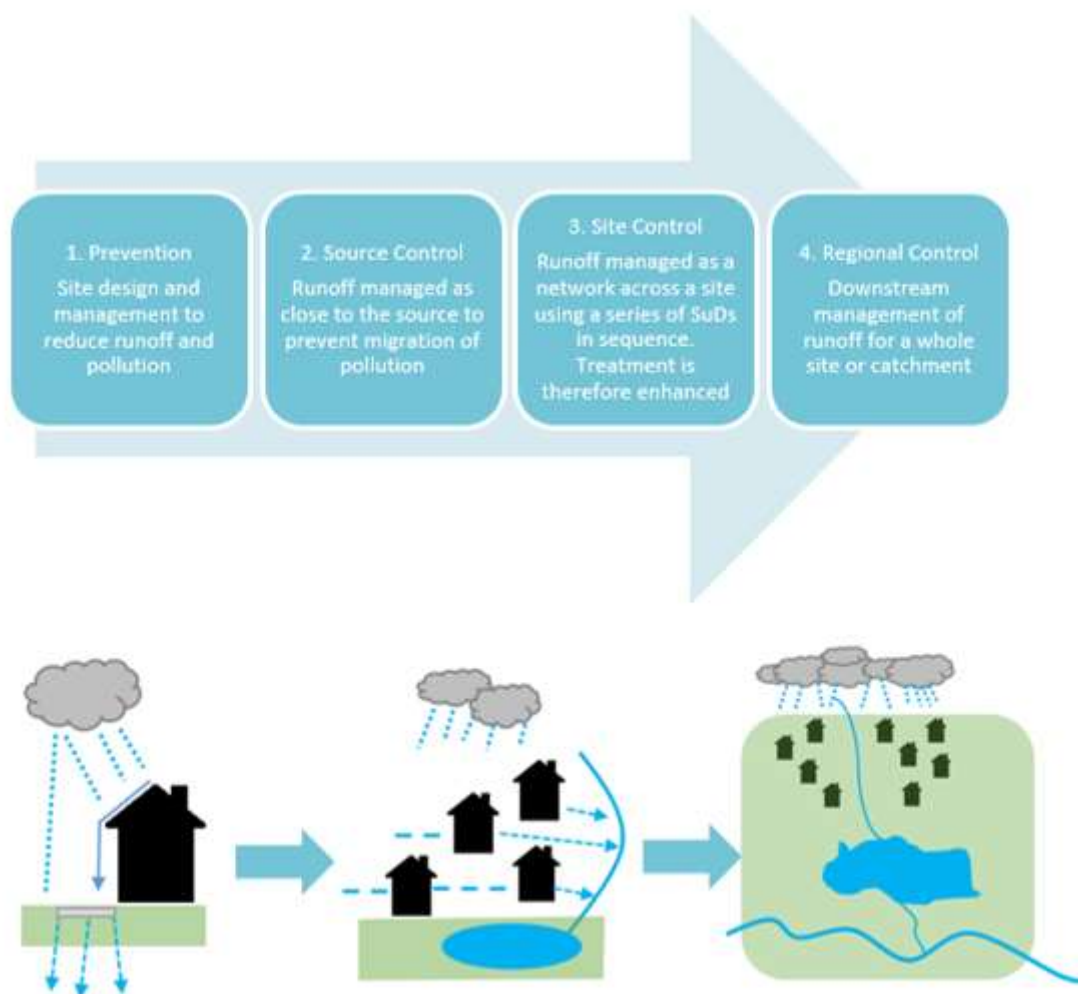 1. Prevention
Site design and
management to
reduce runoff and
pollution
2. Source Control
Runoff managed as
close to the source to
prevent migration of
pollution
3. Site Control
Runoff managed as a
network across a site
using a series of SuDs
in sequence.
Treatment is
therefore enhanced
4. Regional Control
Downstream
management of
runoff for a whole
site or catchment